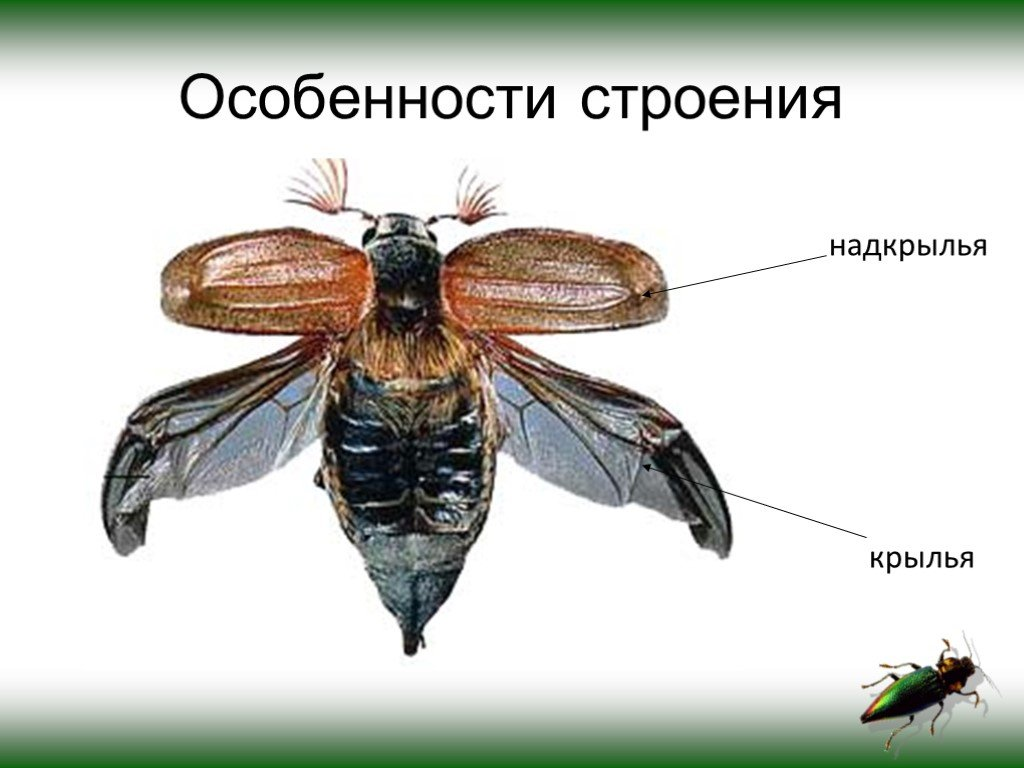 Особенности строения
надкрылья
крылья